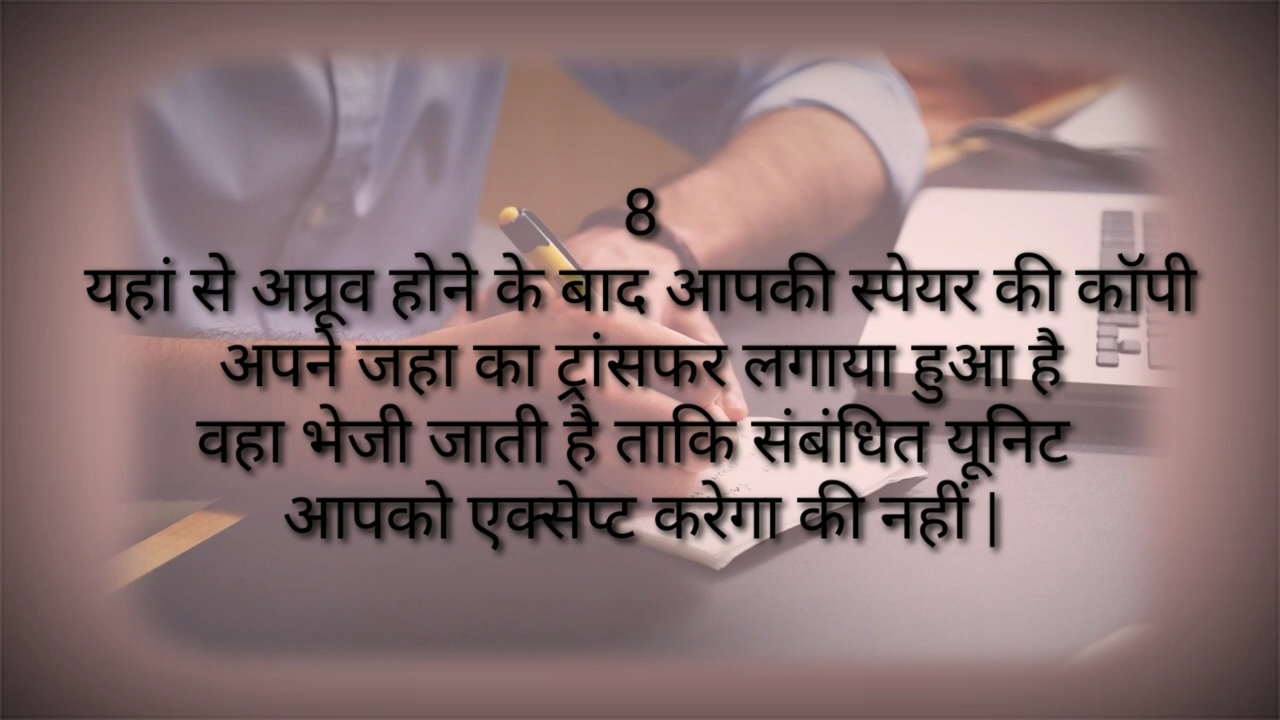 8
यहां से अप्रूव होने के बाद आपकी स्पेयर की कॉपी
अपने जहा का ट्रांसफर लगाया हुआ है
वहा भेजी जाती है ताकि संबंधित यूनिट
आपको एक्सेप्ट करेगा की नहीं |